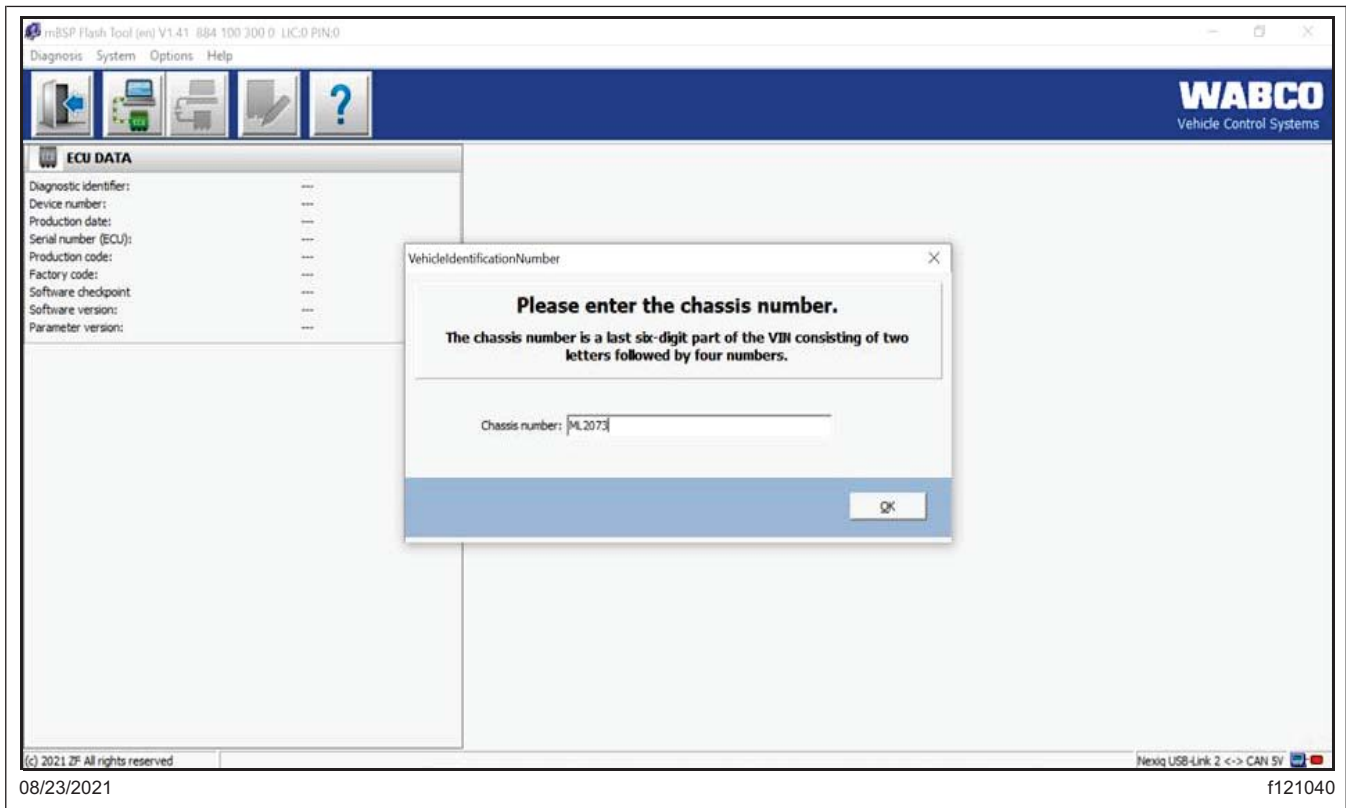 mBSP Flash Tool (en) V1.41 884 100 300 0 LIC:0 PIN:0
Diagnosis System Options Help
?
WABCO
Vehicle Control Systems
ECU DATA
Diagnostic identifier: ---
Device number: ---
Production date: ---
Serial number (ECU): ---
Production code: ---
Factory code: ---
Software checkpoint ---
Software version: ---
Parameter version: ---
VehicleIdentificationNumber
Please enter the chassis number.
The chassis number is a last six-digit part of the VIN consisting of two
letters followed by four numbers.
Chassis number: ML2073
OK
(c) 2021 ZF All rights reserved
Nexiq USB-Link 2 <-> CAN 5V
08/23/2021
f121040